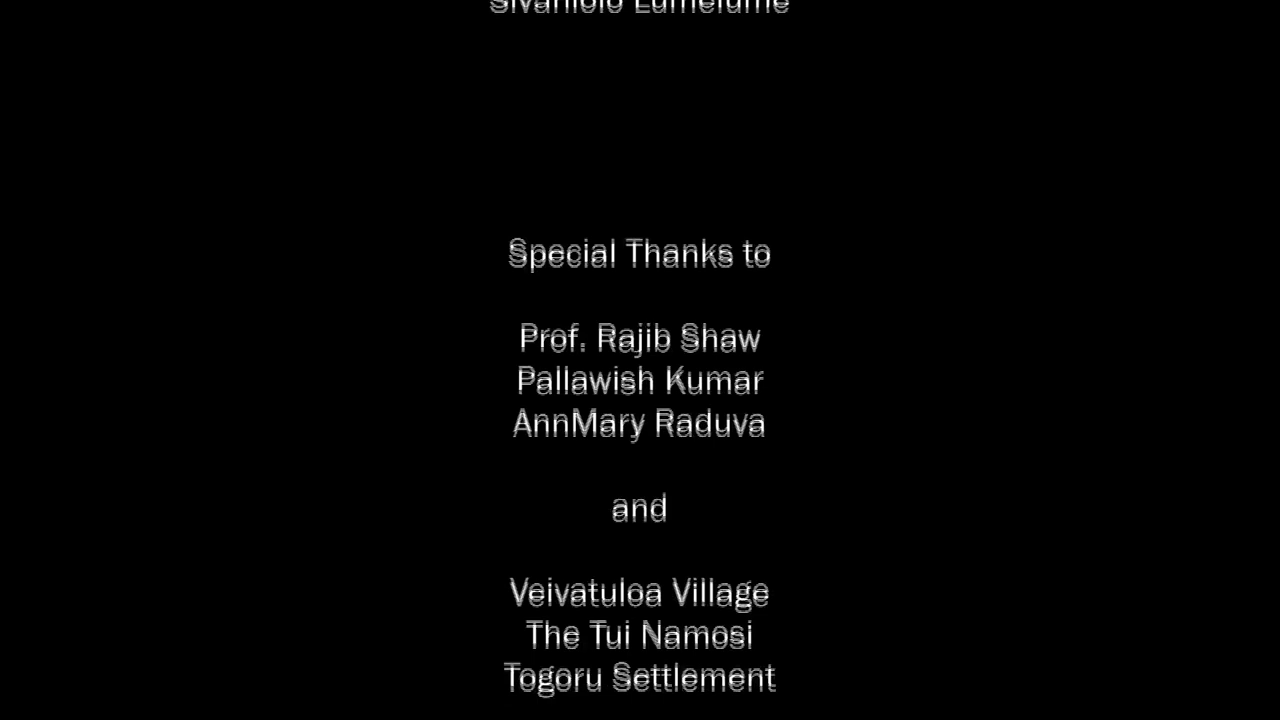 Special Thanks to
Prof. Rajib Shaw
Pallawish Kumar
AnnMary Raduva
and
Veivatuloa Village
The Tui Namosi
Togoru Settlement